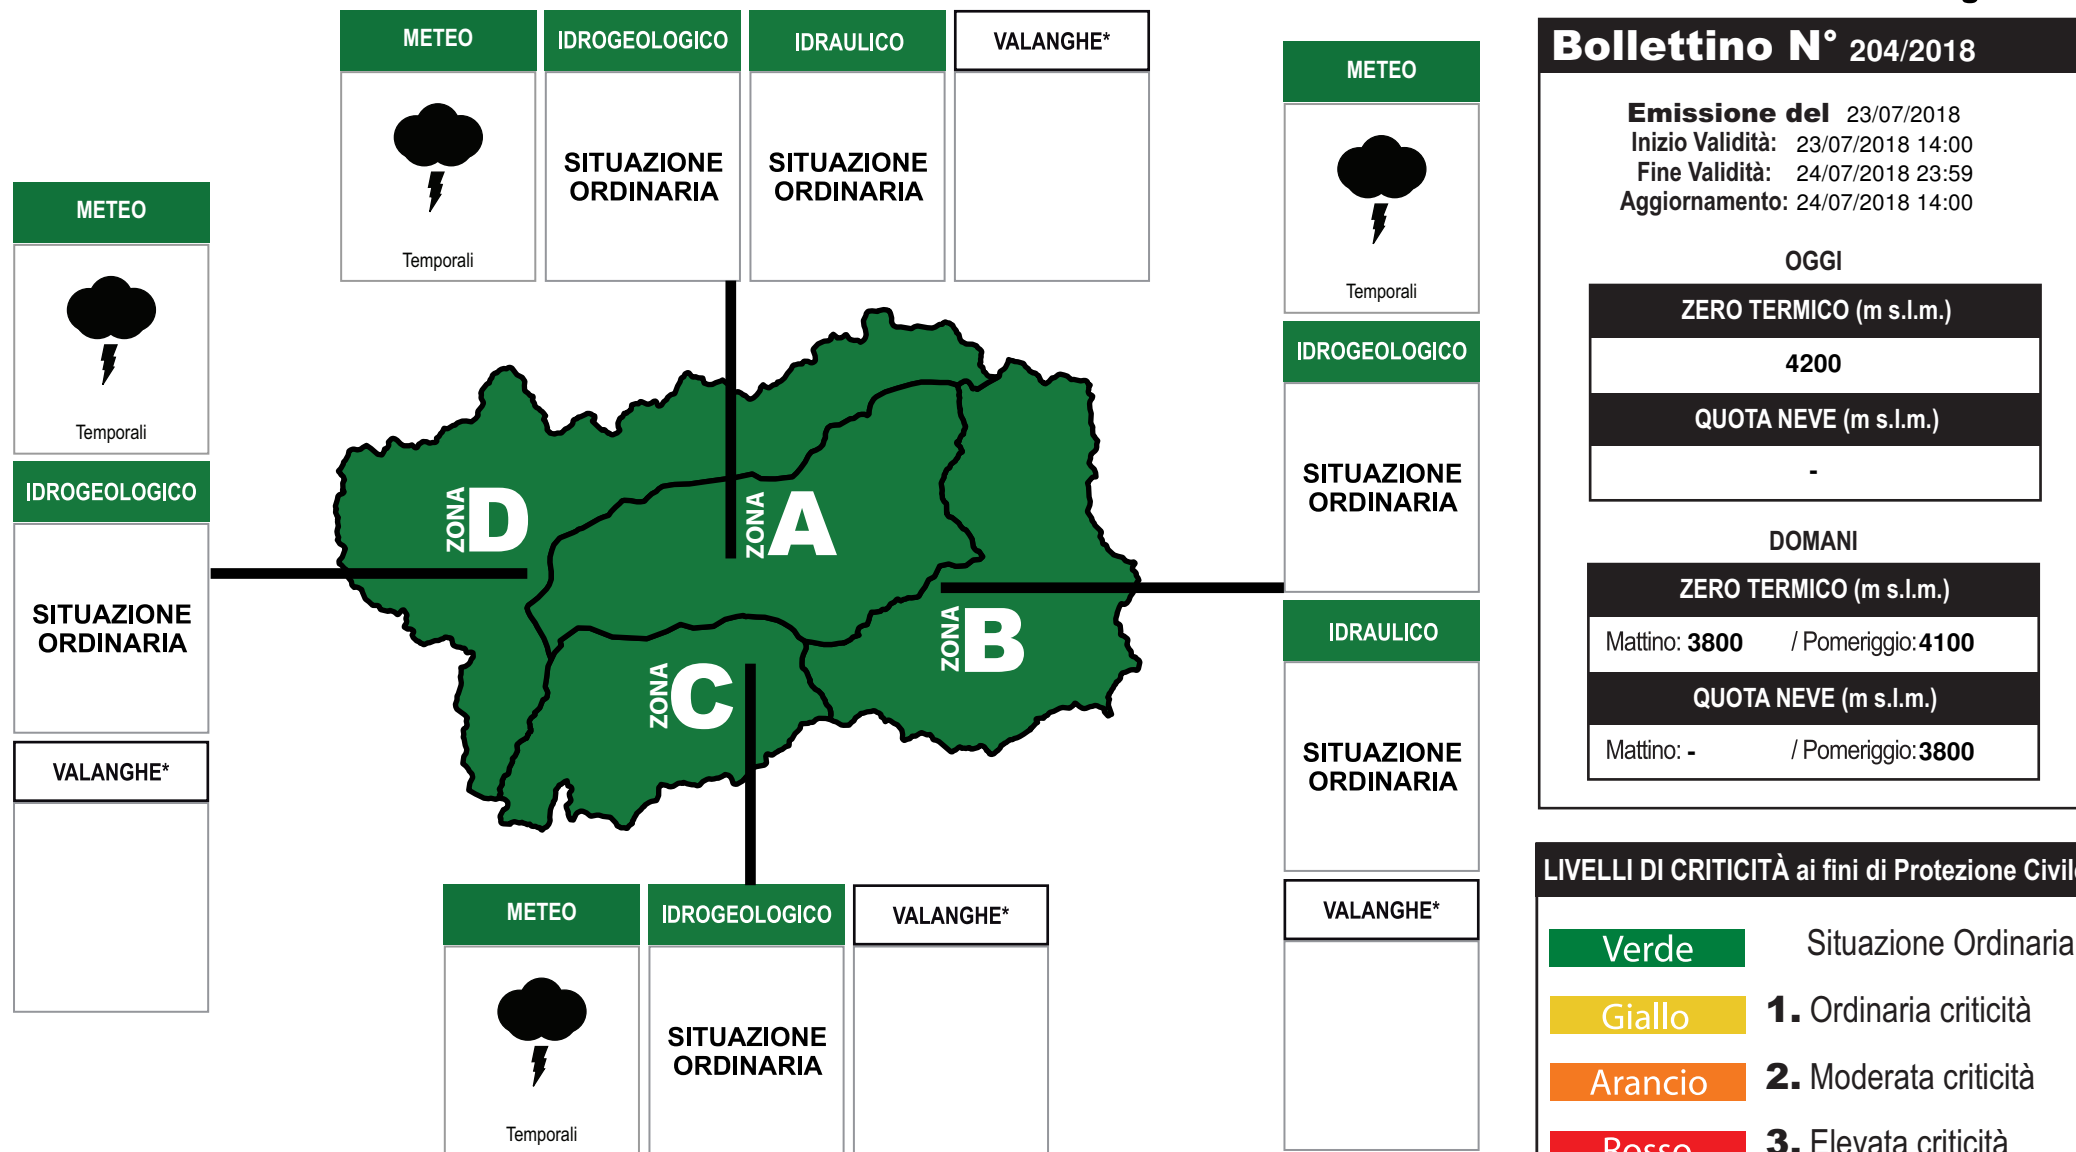 METEO
IDROGEOLOGICO
IDRAULICO
VALANGHE*
Temporali
SITUAZIONE
ORDINARIA
SITUAZIONE
ORDINARIA
METEO
Temporali
IDROGEOLOGICO
SITUAZIONE
ORDINARIA
VALANGHE*
ZONA D
ZONA A
ZONA B
ZONA C
METEO
Temporali
IDROGEOLOGICO
SITUAZIONE
ORDINARIA
IDRAULICO
SITUAZIONE
ORDINARIA
VALANGHE*
METEO
IDROGEOLOGICO
VALANGHE*
Temporali
SITUAZIONE
ORDINARIA
Bollettino N° 204/2018
Emissione del 23/07/2018
Inizio Validità: 23/07/2018 14:00
Fine Validità: 24/07/2018 23:59
Aggiornamento: 24/07/2018 14:00
OGGI
ZERO TERMICO (m s.l.m.)
4200
QUOTA NEVE (m s.l.m.)
-
DOMANI
ZERO TERMICO (m s.l.m.)
Mattino: 3800 / Pomeriggio: 4100
QUOTA NEVE (m s.l.m.)
Mattino: - / Pomeriggio: 3800
LIVELLI DI CRITICITÀ ai fini di Protezione Civile
Verde Situazione Ordinaria
Giallo 1. Ordinaria criticità
Arancio 2. Moderata criticità
Rosso 3. Elevata criticità